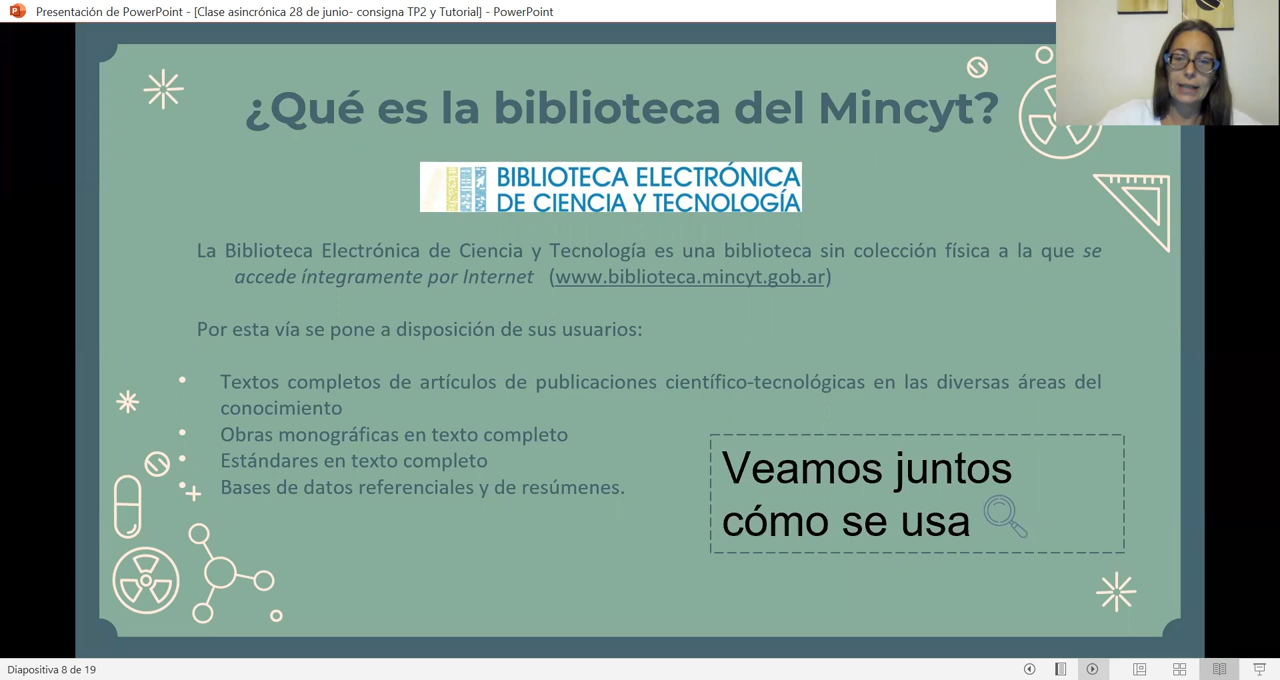 Presentación de PowerPoint - [Clase asincrónica 28 de junio- consigna TP2 y Tutorial] - PowerPoint
¿Qué es la biblioteca del Mincyt?
BIBLIOTECA ELECTRÓNICA
DE CIENCIA Y TECNOLOGÍA
La Biblioteca Electrónica de Ciencia y Tecnología es una biblioteca sin colección física a la que se
accede íntegramente por Internet (www.biblioteca.mincyt.gob.ar)
Por esta vía se pone a disposición de sus usuarios:
• Textos completos de artículos de publicaciones científico-tecnológicas en las diversas áreas del
conocimiento
• Obras monográficas en texto completo
• Estándares en texto completo
• Bases de datos referenciales y de resúmenes.
Veamos juntos
cómo se usa
Diapositiva 8 de 19